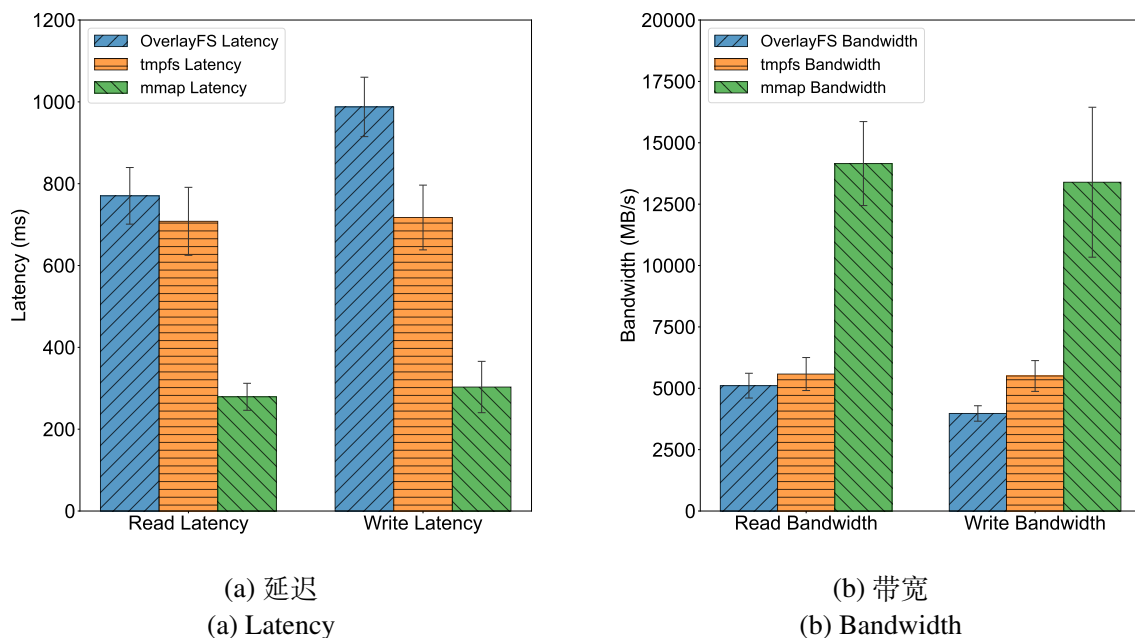 1200
1000
800
600
400
200
0
Latency (ms)
OverlayFS Latency
tmpfs Latency
mmap Latency
Read Latency
Write Latency
20000
17500
15000
12500
10000
7500
5000
2500
0
Bandwidth (MB/s)
OverlayFS Bandwidth
tmpfs Bandwidth
mmap Bandwidth
Read Bandwidth
Write Bandwidth
(a) 延迟
(a) Latency
(b) 带宽
(b) Bandwidth